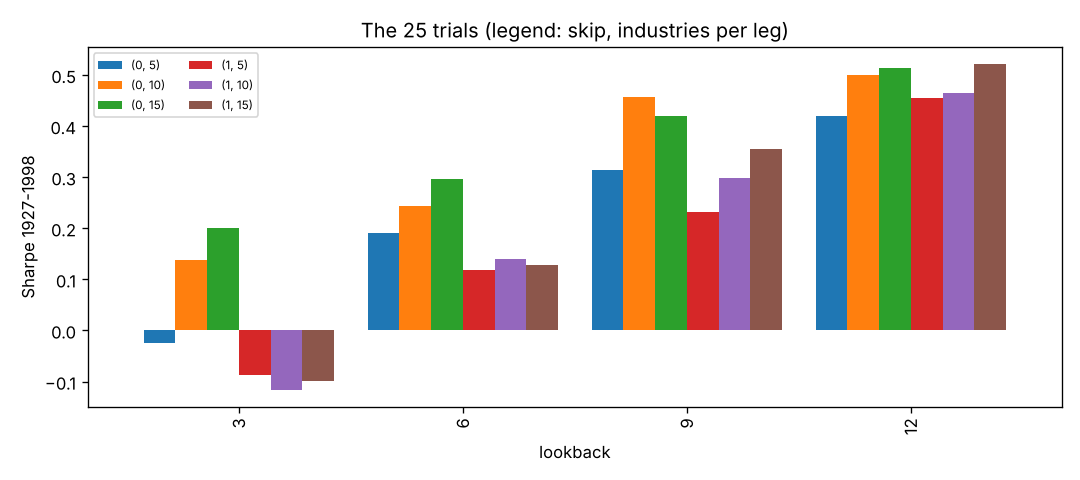 The 25 trials (legend: skip, industries per leg)
(0, 5) (1, 5)
(0, 10) (1, 10)
(0, 15) (1, 15)
0.5
0.4
0.3
0.2
0.1
0.0
−0.1
Sharpe 1927-1998
3 6 9 12
lookback